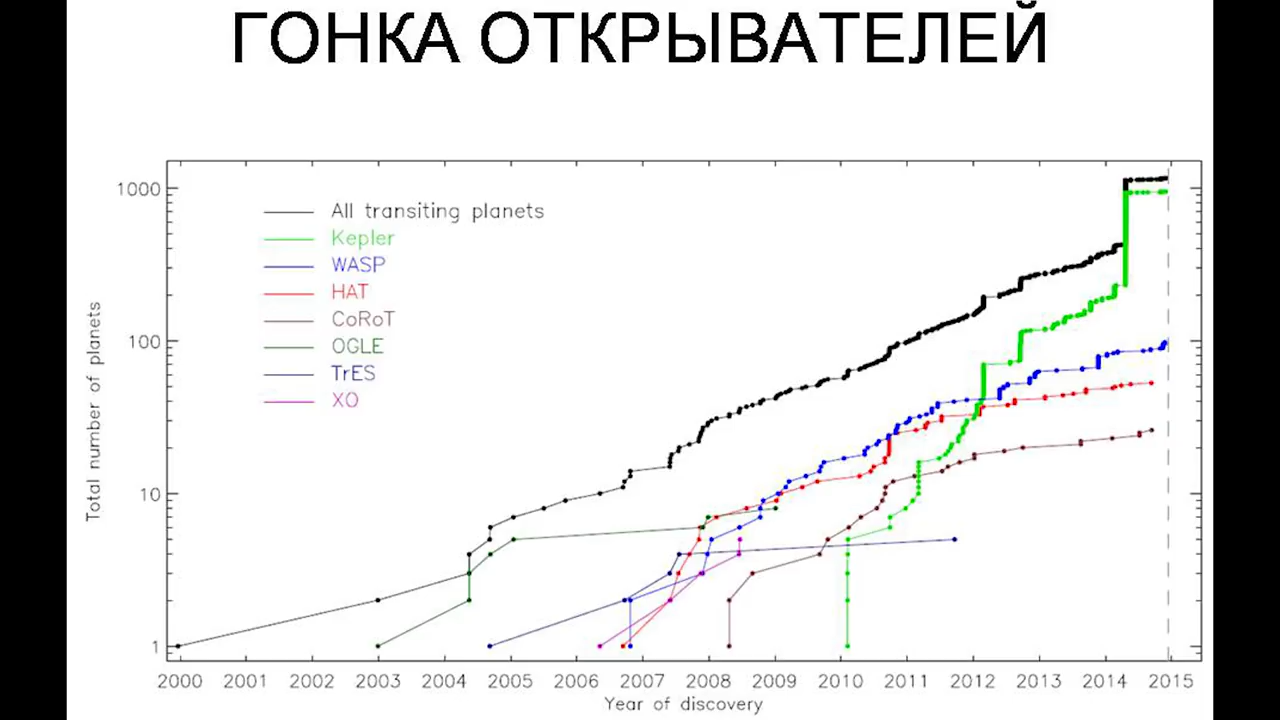 ГОНКА ОТКРЫВАТЕЛЕЙ
1000
100
10
1
Total number of planets
All transiting planets
Kepler
WASP
HAT
CoRoT
OGLE
TrES
XO
2000 2001 2002 2003 2004 2005 2006 2007 2008 2009 2010 2011 2012 2013 2014 2015
Year of discovery